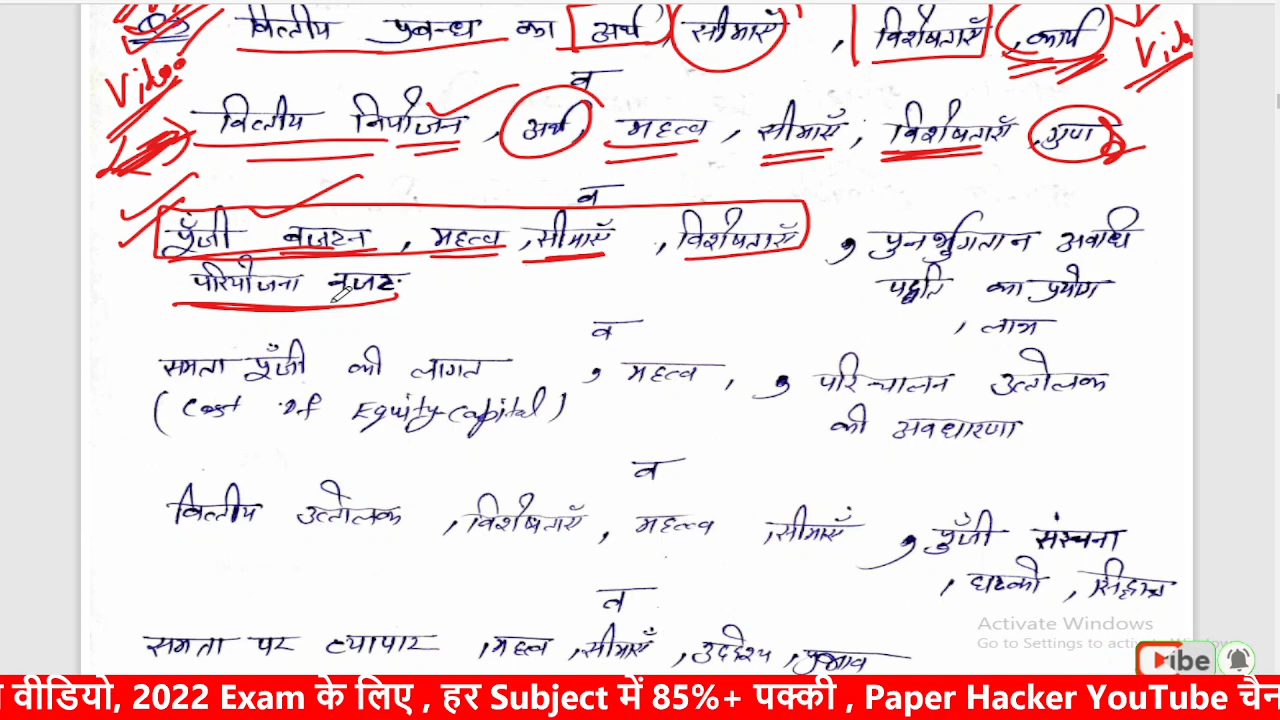 वित्तीय प्रबन्ध का अर्थ, सीमाएँ, विशेषताएँ, कार्य
Video
Video
व
वित्तीय नियोजन, अर्थ, महत्व, सीमाएँ, विशेषताएँ, गुण
व
पूँजी बजटन, महत्व, सीमाएँ, विशेषताएँ, पुनर्भुगतान अवधि
परियोजना बजट
पद्धति का प्रयोग
, लाभ
व
समता पूँजी की लागत, महत्व, परिचालन उत्तोलक
(Cost of Equity Capital)
की अवधारणा
व
वित्तीय उत्तोलक, विशेषताएँ, महत्व, सीमाएँ, पूँजी संरचना
, घटको, सिद्धान्त
व
समता पर व्यापार, महत्व, सीमाएँ, उद्देश्य, प्रभाव
Activate Windows
Go to Settings to activate Windows.
वीडियो, 2022 Exam के लिए , हर Subject में 85%+ पक्की , Paper Hacker YouTube चैन